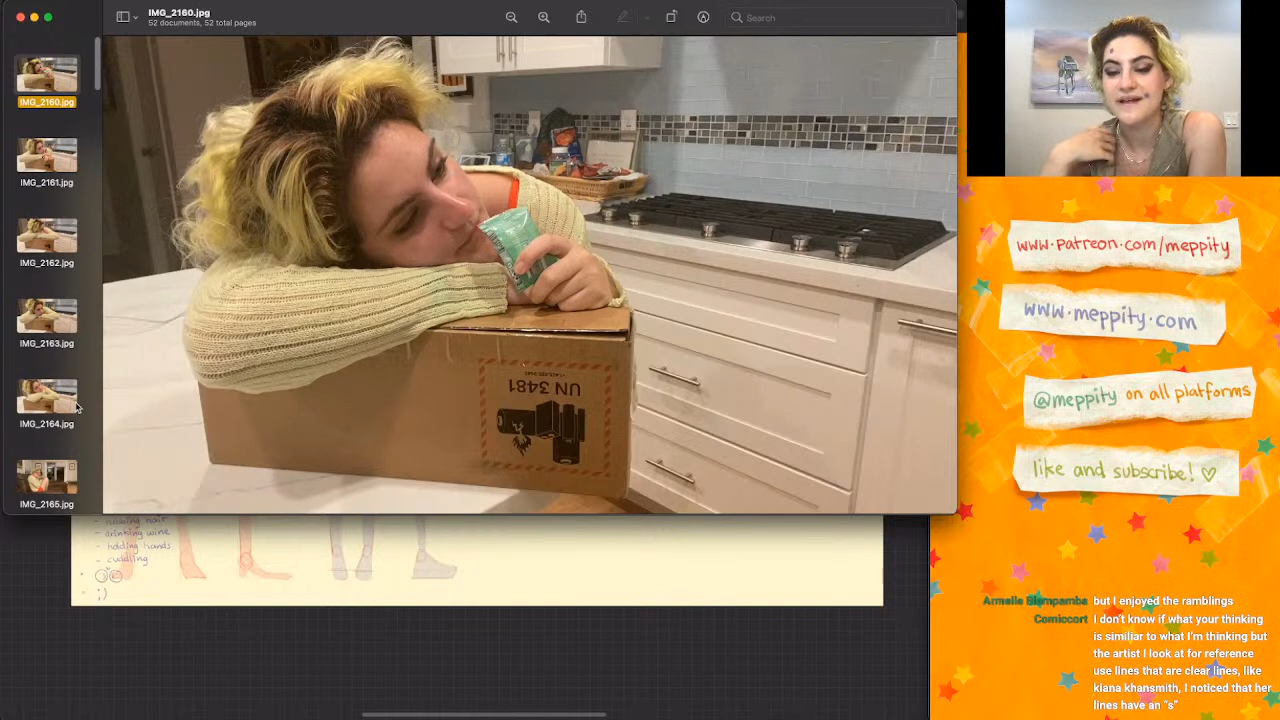 IMG_2160.jpg
52 documents, 52 total pages
Search
IMG_2160.jpg
IMG_2161.jpg
IMG_2162.jpg
IMG_2163.jpg
IMG_2164.jpg
IMG_2165.jpg
UN 3481
- drinking wine
- holding hands
- cuddling
;)
www.patreon.com/meppity
www.meppity.com
@meppity on all platforms
like and subscribe! ♡
but I enjoyed the ramblings
Comiccort I don't know if what your thinking
is similiar to what I'm thinking but
the artist I look at for reference
use lines that are clear lines, like
kiana khansmith, I noticed that her
lines have an "s"